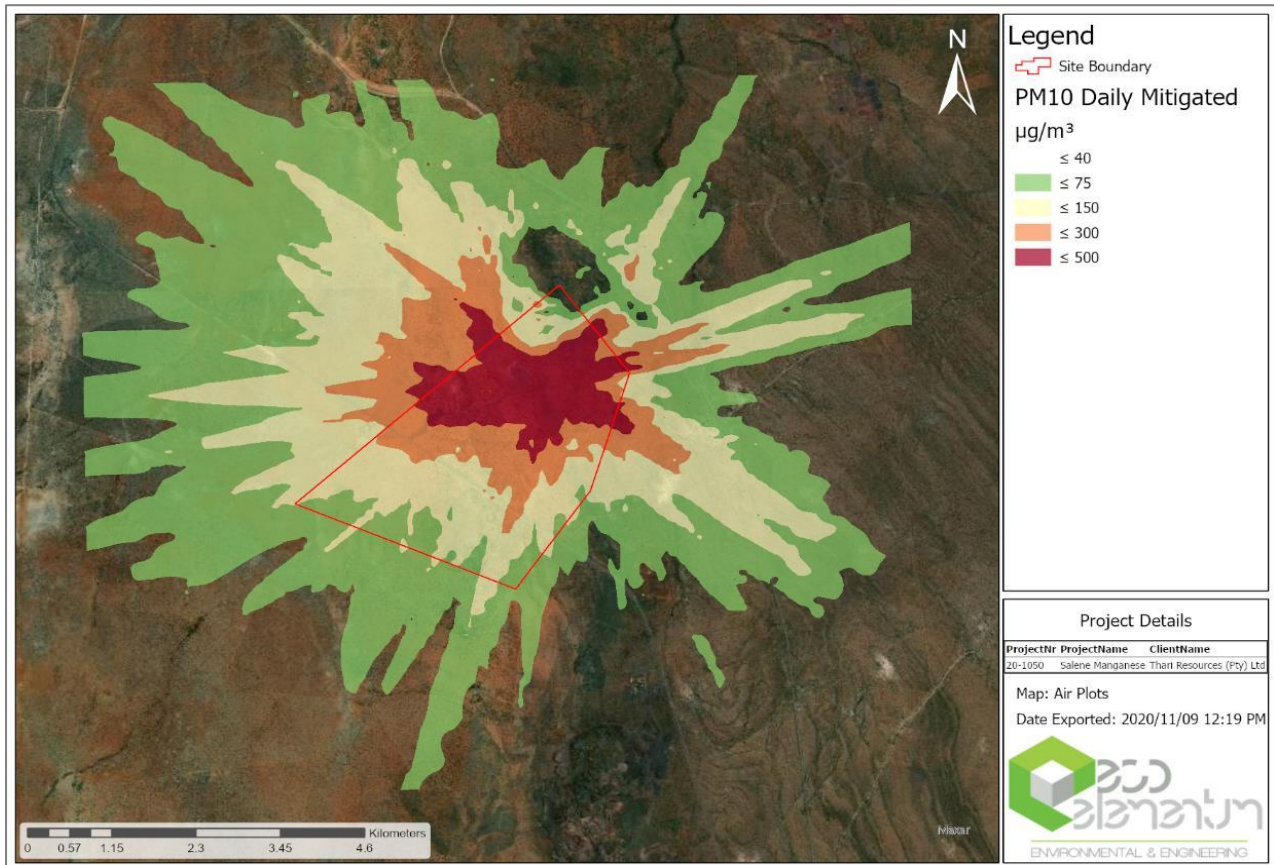 N
Legend
Site Boundary
PM10 Daily Mitigated
µg/m³
≤ 40
≤ 75
≤ 150
≤ 300
≤ 500
Project Details
ProjectNr ProjectName ClientName
20-1050 Salene Manganese Thari Resources (Pty) Ltd
Map: Air Plots
Date Exported: 2020/11/09 12:19 PM
eco
elementum
ENVIRONMENTAL & ENGINEERING
Maxar
Kilometers
0 0.57 1.15 2.3 3.45 4.6